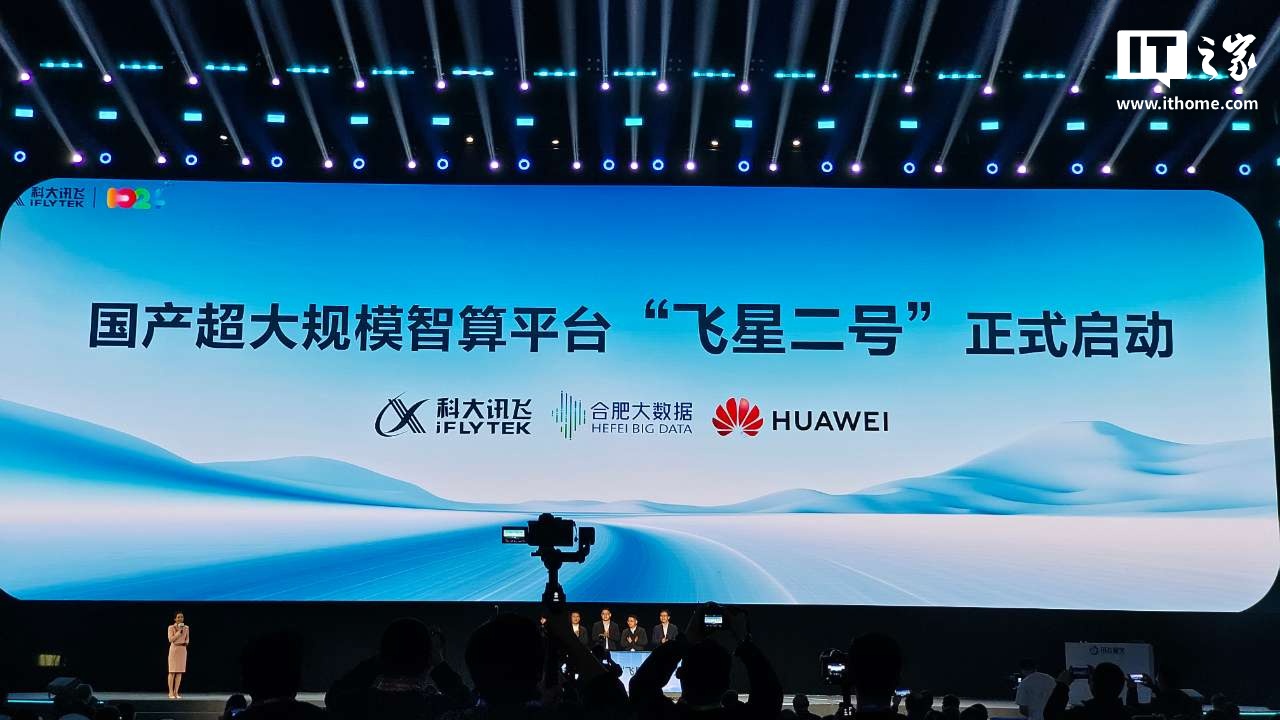 IT之家
www.ithome.com
科大讯飞
iFLYTEK
1024
国产超大规模智算平台“飞星二号”正式启动
科大讯飞
iFLYTEK
合肥大数据
HEFEI BIG DATA
HUAWEI